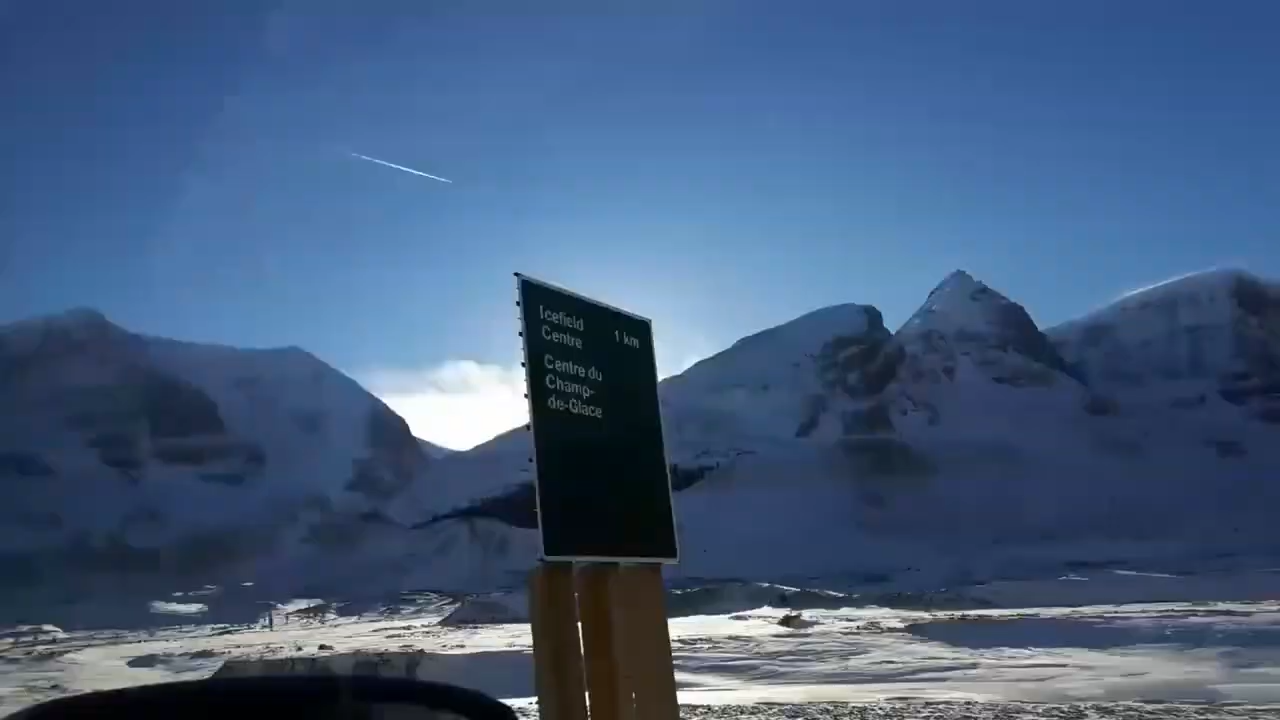 Icefield
Centre 1 km
Centre du
Champ-
de-Glace